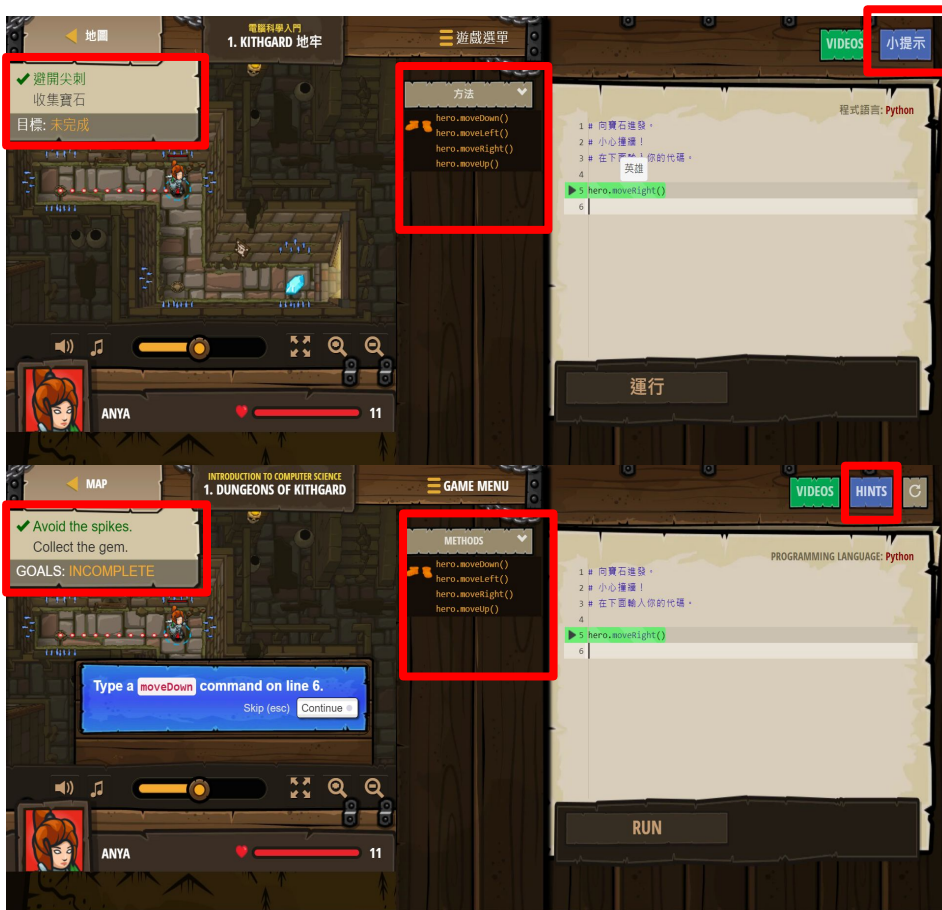 地圖
電腦科學入門
1. KITHGARD 地牢
遊戲選單
VIDEOS
小提示
✔ 避開尖刺
收集寶石
目標: 未完成
方法
hero.moveDown()
hero.moveLeft()
hero.moveRight()
hero.moveUp()
程式語言: Python
1 # 向寶石進發。
2 # 小心撞牆!
3 # 在下面輸入你的代碼。
英雄
4
5 hero.moveRight()
6
運行
ANYA
11
MAP
INTRODUCTION TO COMPUTER SCIENCE
1. DUNGEONS OF KITHGARD
GAME MENU
VIDEOS
HINTS
✔ Avoid the spikes.
Collect the gem.
GOALS: INCOMPLETE
METHODS
hero.moveDown()
hero.moveLeft()
hero.moveRight()
hero.moveUp()
PROGRAMMING LANGUAGE: Python
1 # 向寶石進發。
2 # 小心撞牆!
3 # 在下面輸入你的代碼。
4
5 hero.moveRight()
6
Type a moveDown command on line 6.
Skip (esc) Continue
RUN
ANYA
11